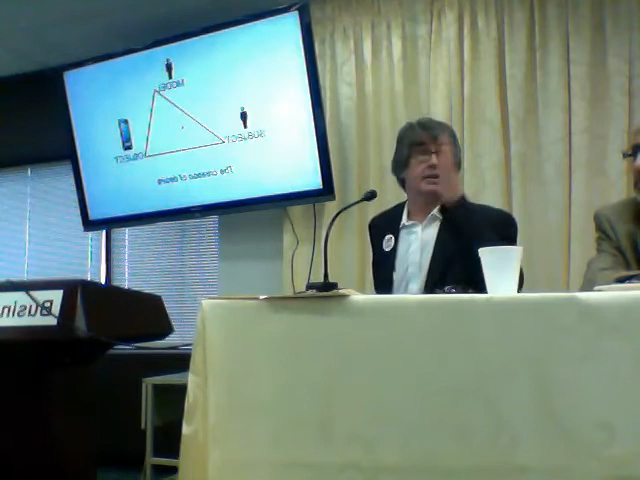 MODEL
OBJECT
SUBJECT
The creation of desire
Busin